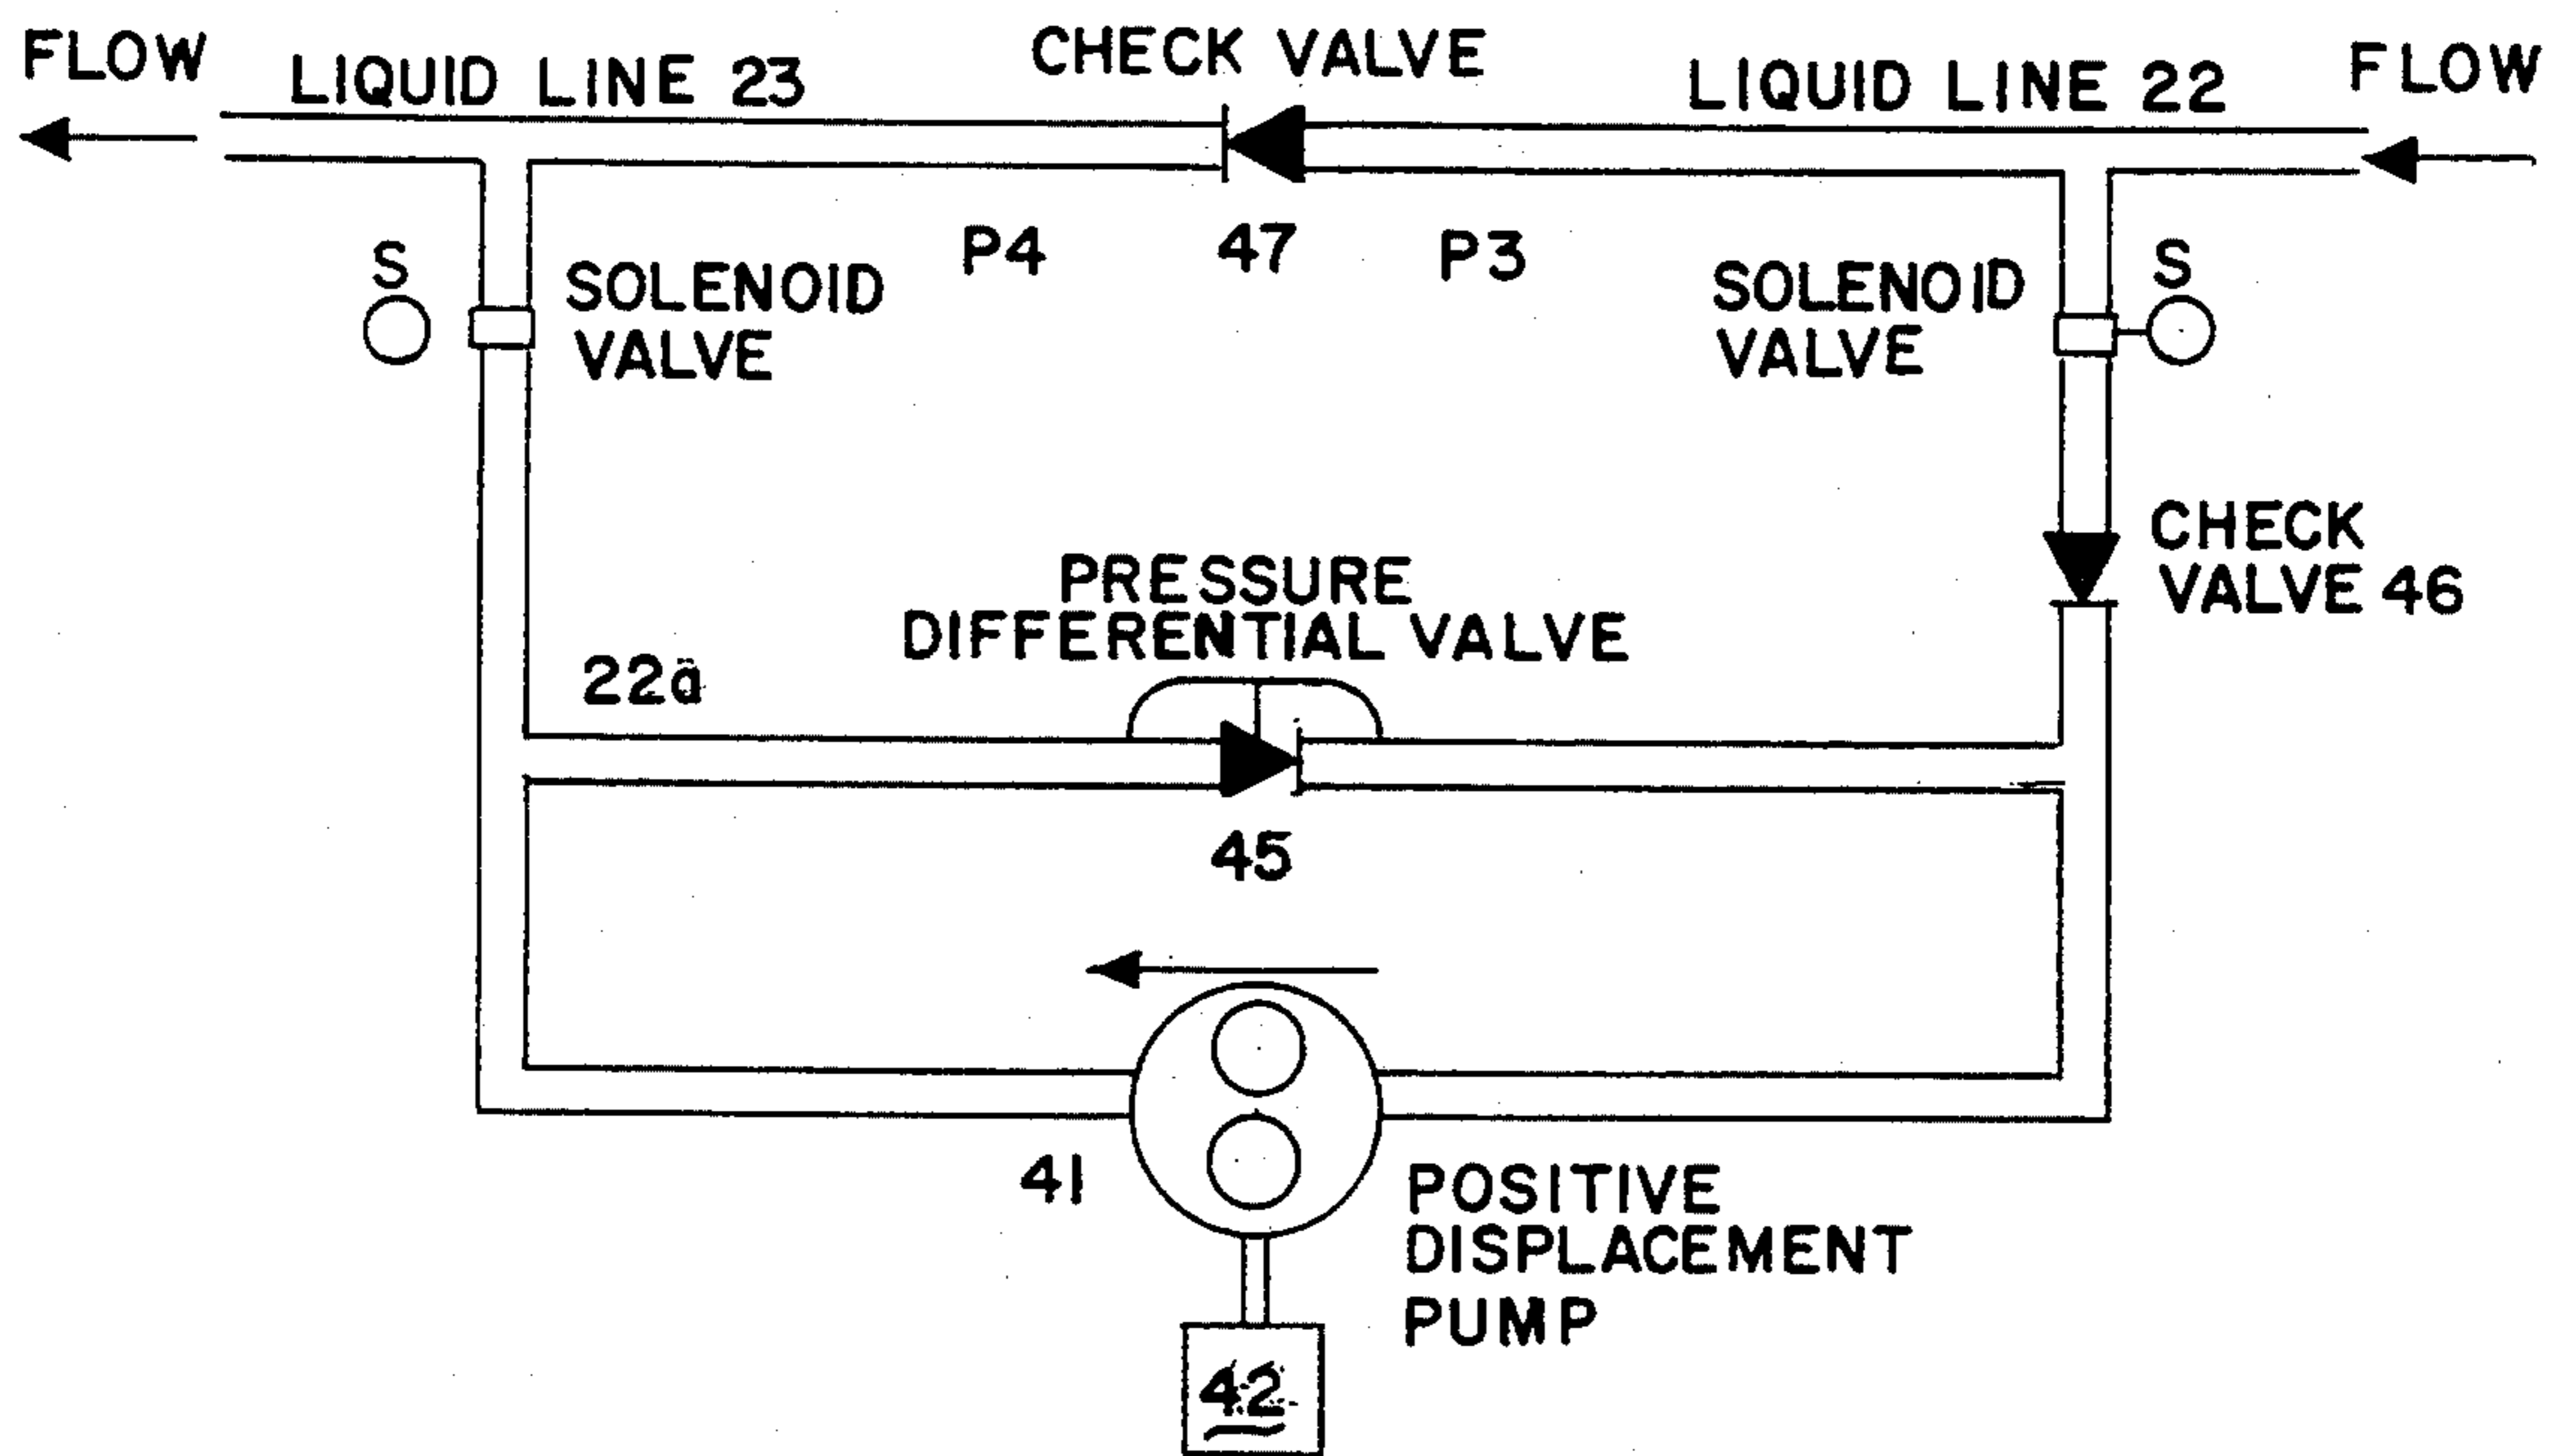 FLOW
LIQUID LINE 23
CHECK VALVE
LIQUID LINE 22
FLOW
P4
47
P3
S
SOLENOID
VALVE
SOLENOID
VALVE
S
CHECK
VALVE 46
PRESSURE
DIFFERENTIAL VALVE
22a
45
41
POSITIVE
DISPLACEMENT
PUMP
42